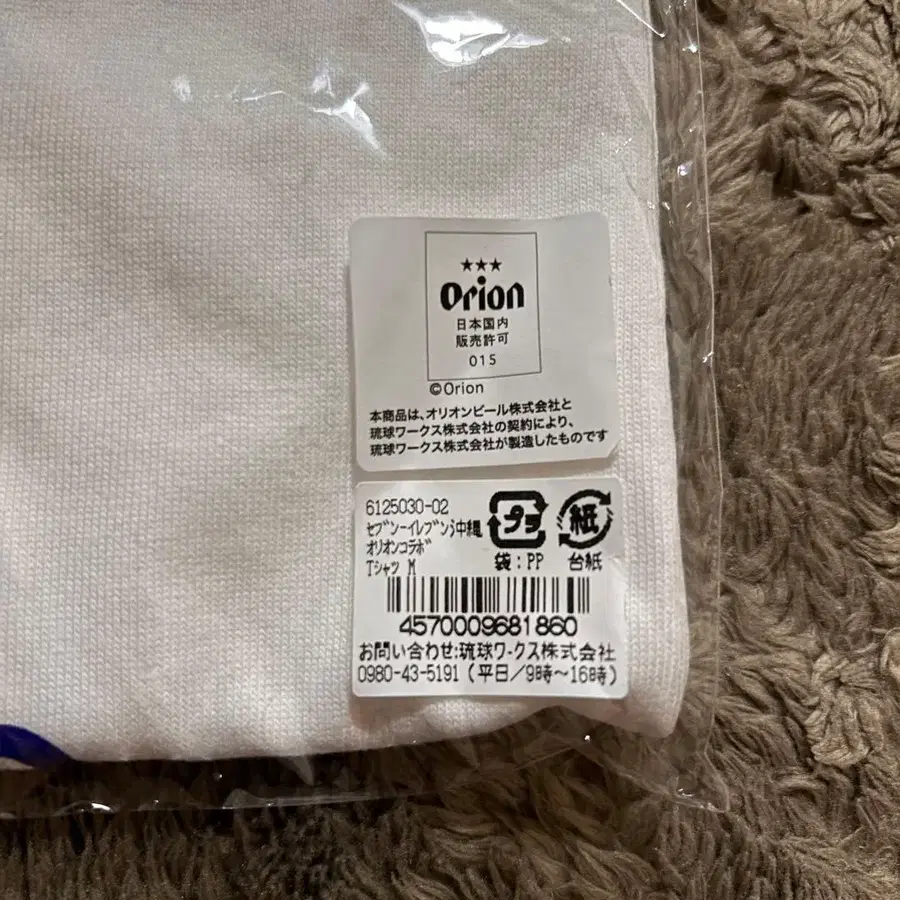 ★★★
Orion
日本国内
販売許可
015
©Orion
本商品は、オリオンビール株式会社と
琉球ワークス株式会社の契約により、
琉球ワークス株式会社が製造したものです
6125030-02
ｾﾌﾞﾝｰｲﾚﾌﾞﾝ沖縄
ｵﾘｵﾝｺﾗﾎﾞ
Tｼｬﾂ M
プラ
袋:PP
紙
台紙
4570009681860
お問い合わせ:琉球ﾜｰｸｽ株式会社
0980-43-5191 (平日/9時～16時)